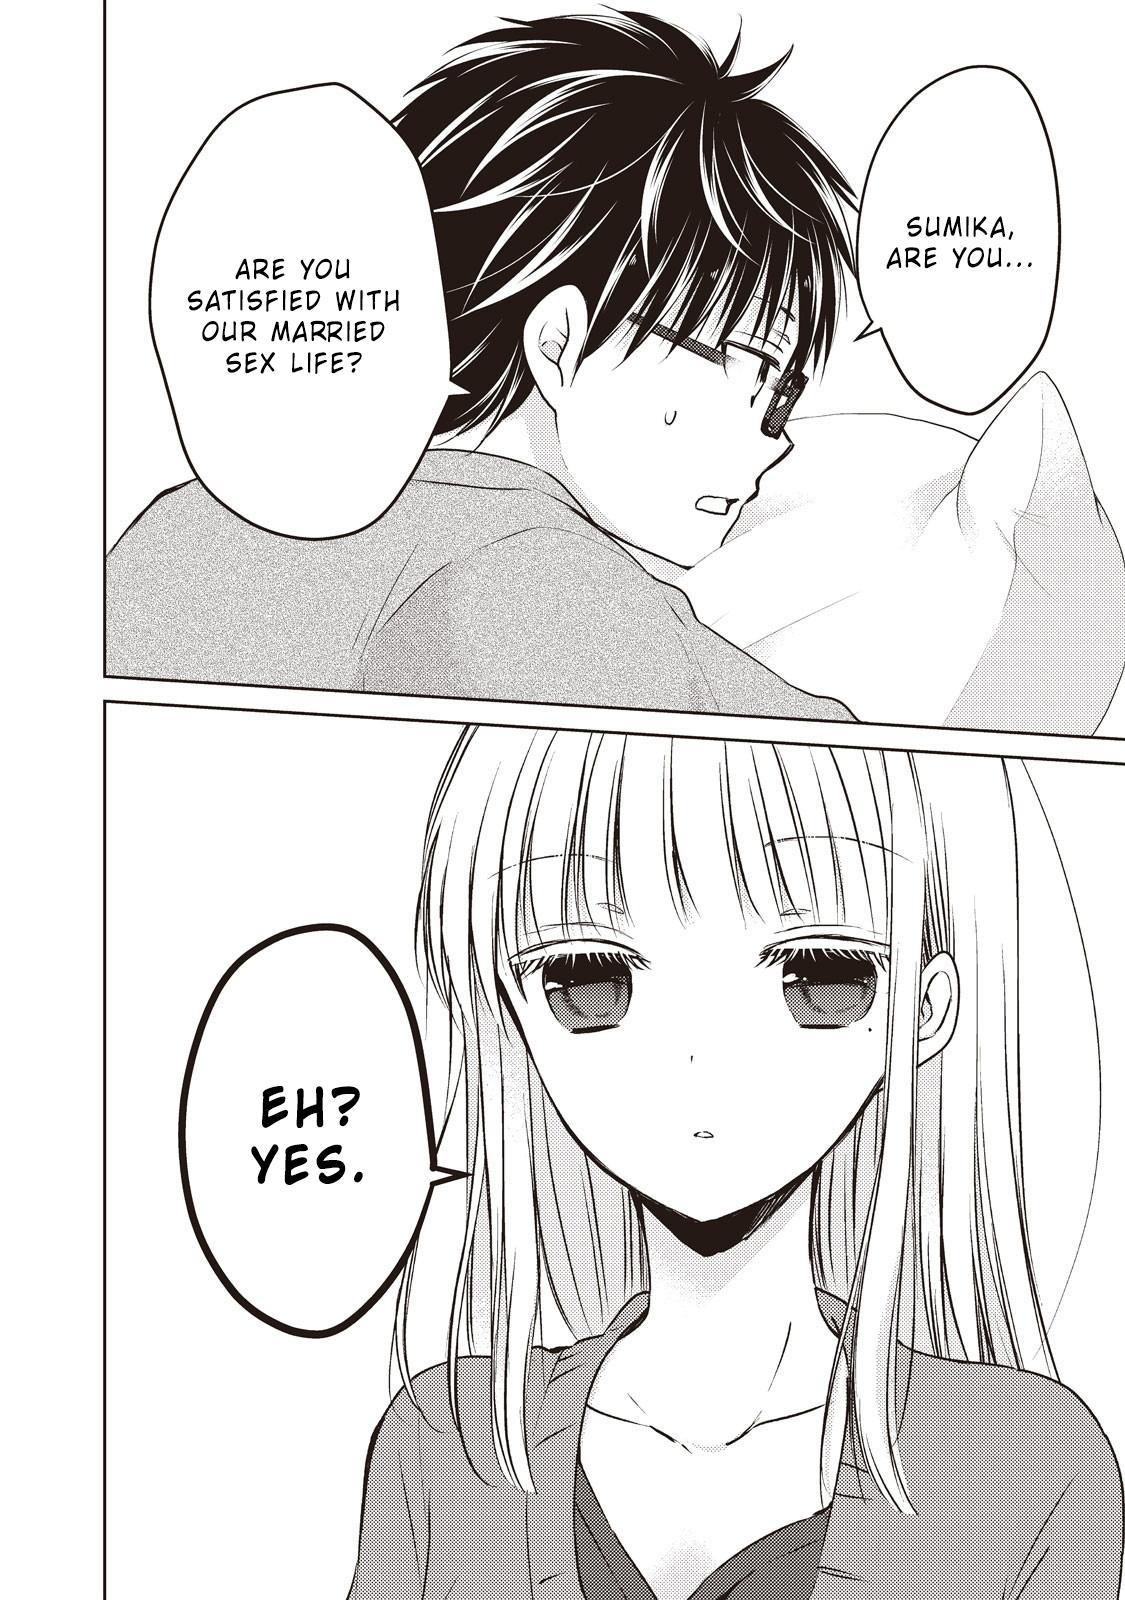 SUMIKA,
ARE YOU...
ARE YOU
SATISFIED WITH
OUR MARRIED
SEX LIFE?
EH?
YES.